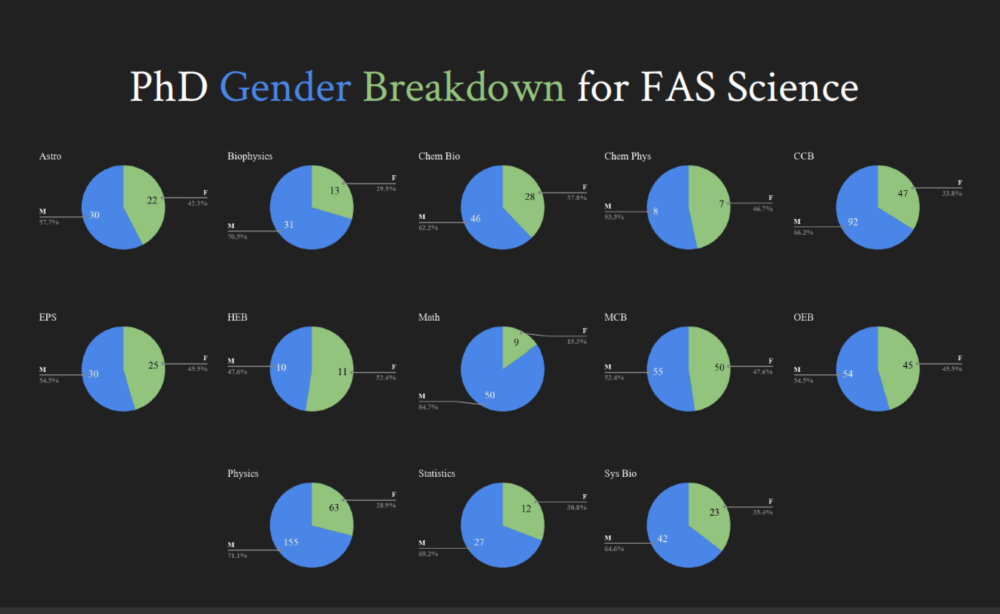 PhD Gender Breakdown for FAS Science
Astro
22
F
42.3%
M
57.7%
30
Biophysics
F
29.5%
13
31
M
70.5%
Chem Bio
F
37.8%
28
46
M
62.2%
Chem Phys
F
46.7%
7
8
M
53.3%
CCB
F
33.8%
47
92
M
66.2%
EPS
F
45.5%
25
30
M
54.5%
HEB
M
47.6%
10
11
F
52.4%
Math
F
15.3%
9
50
M
84.7%
MCB
F
47.6%
50
55
M
52.4%
OEB
F
45.5%
45
54
M
54.5%
Physics
F
28.9%
63
155
M
71.1%
Statistics
F
30.8%
12
27
M
69.2%
Sys Bio
F
35.4%
23
42
M
64.6%